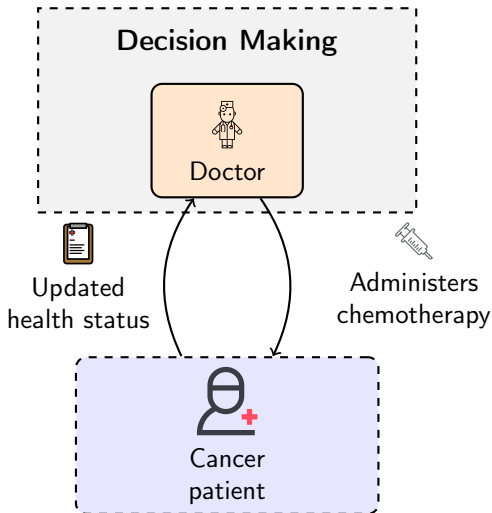 Decision Making
Doctor
Updated
health status
Administers
chemotherapy
Cancer
patient